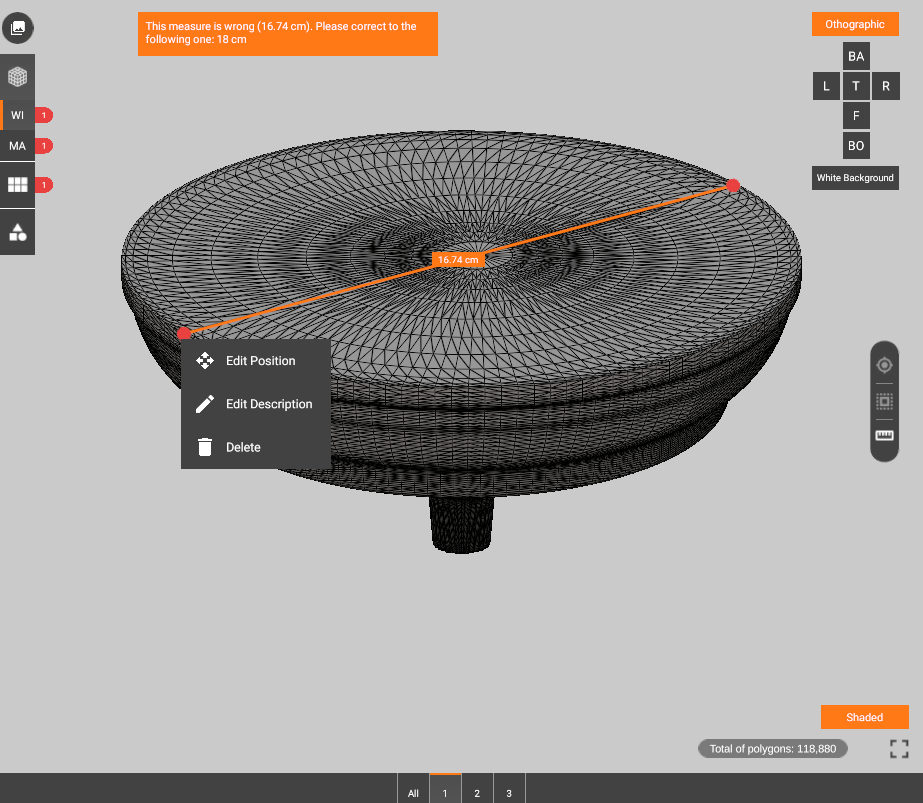 This measure is wrong (16.74 cm). Please correct to the
following one: 18 cm
Othographic
BA
L T R
F
BO
White Background
WI 1
MA 1
1
16.74 cm
Edit Position
Edit Description
Delete
Shaded
Total of polygons: 118,880
All 1 2 3